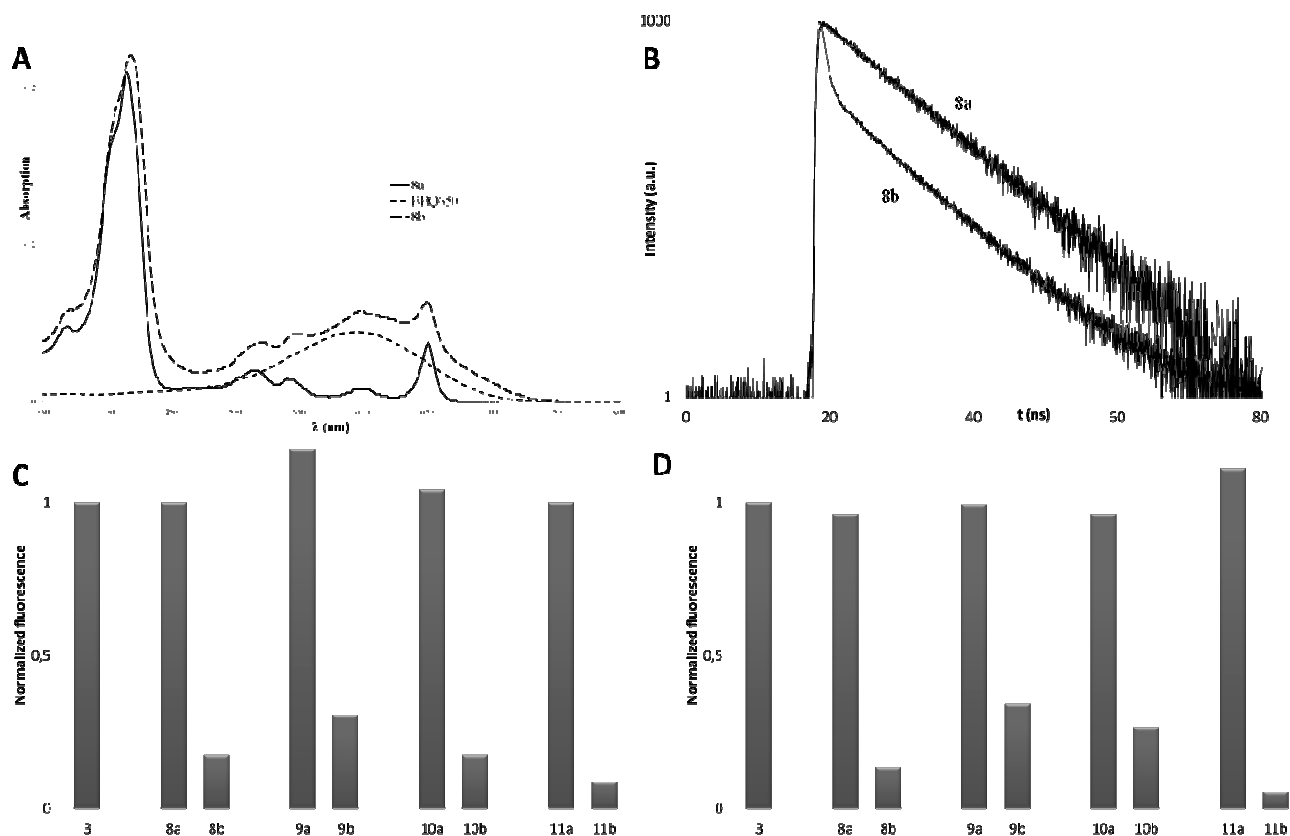 A
Absorption
8a
8b
λ (nm)
1000
B
Intensity (a.u.)
8a
8b
1
0
20
40
t (ns)
60
80
C
Normalized fluorescence
1
0,5
0
3
8a
8b
9a
9b
10a
10b
11a
11b
D
Normalized fluorescence
1
0,5
0
3
8a
8b
9a
9b
10a
10b
11a
11b